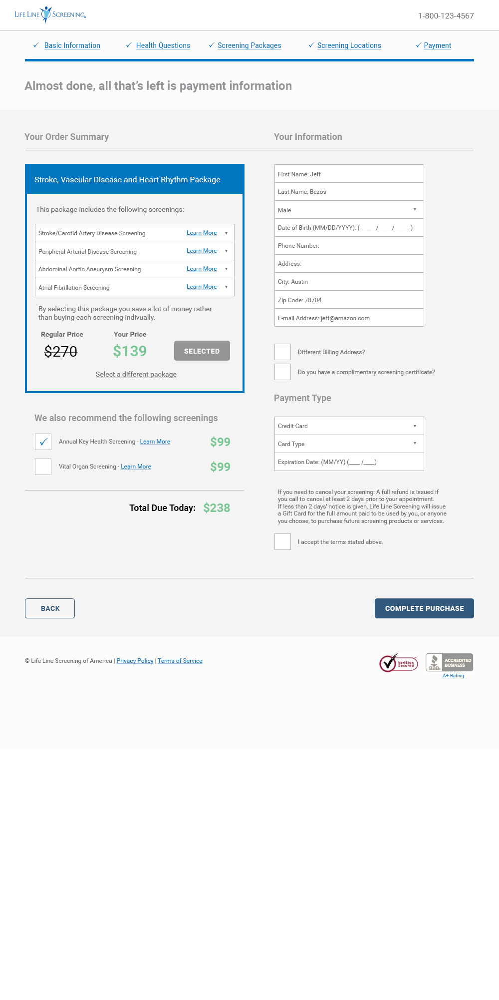 LIFE LINE SCREENING
1-800-123-4567
✓ Basic Information
✓ Health Questions
✓ Screening Packages
✓ Screening Locations
✓ Payment
Almost done, all that’s left is payment information
Your Order Summary
Stroke, Vascular Disease and Heart Rhythm Package
This package includes the following screenings:
Stroke/Carotid Artery Disease Screening Learn More ▾
Peripheral Arterial Disease Screening Learn More ▾
Abdominal Aortic Aneurysm Screening Learn More ▾
Atrial Fibrillation Screening Learn More ▾
By selecting this package you save a lot of money rather
than buying each screening indivually.
Regular Price Your Price
$270 $139 SELECTED
Select a different package
We also recommend the following screenings
✓ Annual Key Health Screening - Learn More $99
Vital Organ Screening - Learn More $99
Total Due Today: $238
Your Information
First Name: Jeff
Last Name: Bezos
Male ▾
Date of Birth (MM/DD/YYYY): (______/_____/______)
Phone Number:
Address:
City: Austin
Zip Code: 78704
E-mail Address: jeff@amazon.com
Different Billing Address?
Do you have a complimentary screening certificate?
Payment Type
Credit Card ▾
Card Type ▾
Expiration Date: (MM/YY) (____ /____)
If you need to cancel your screening: A full refund is issued if
you call to cancel at least 2 days prior to your appointment.
If less than 2 days' notice is given, Life Line Screening will issue
a Gift Card for the full amount paid to be used by you, or anyone
you choose, to purchase future screening products or services.
I accept the terms stated above.
BACK
COMPLETE PURCHASE
© Life Line Screening of America | Privacy Policy | Terms of Service
VeriSign
Secured
BBB
ACCREDITED
BUSINESS
A+ Rating